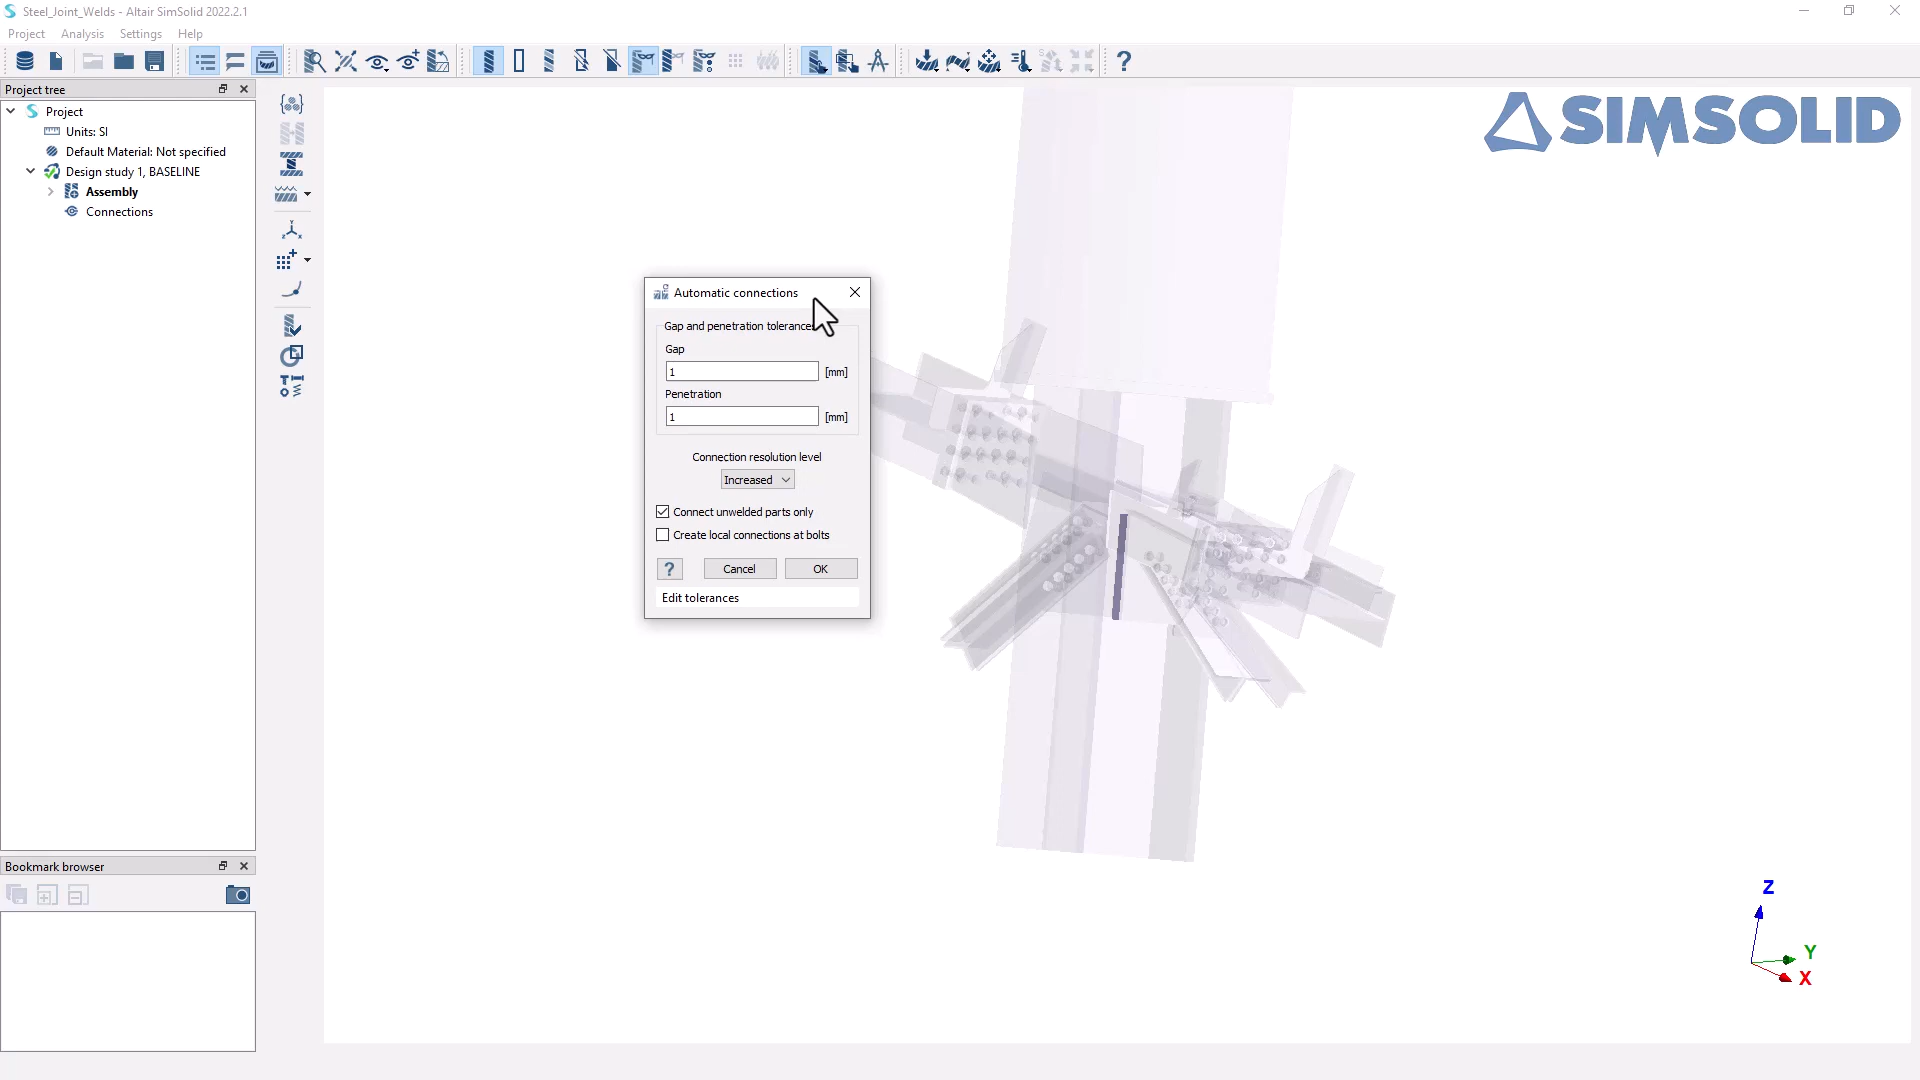 Steel_Joint_Welds - Altair SimSolid 2022.2.1
Project Analysis Settings Help
Project tree
Project
Units: SI
Default Material: Not specified
Design study 1, BASELINE
Assembly
Connections
SIMSOLID
Automatic connections
Gap and penetration tolerance
Gap
1 [mm]
Penetration
1 [mm]
Connection resolution level
Increased
Connect unwelded parts only
Create local connections at bolts
? Cancel OK
Edit tolerances
Bookmark browser
Z
Y
X